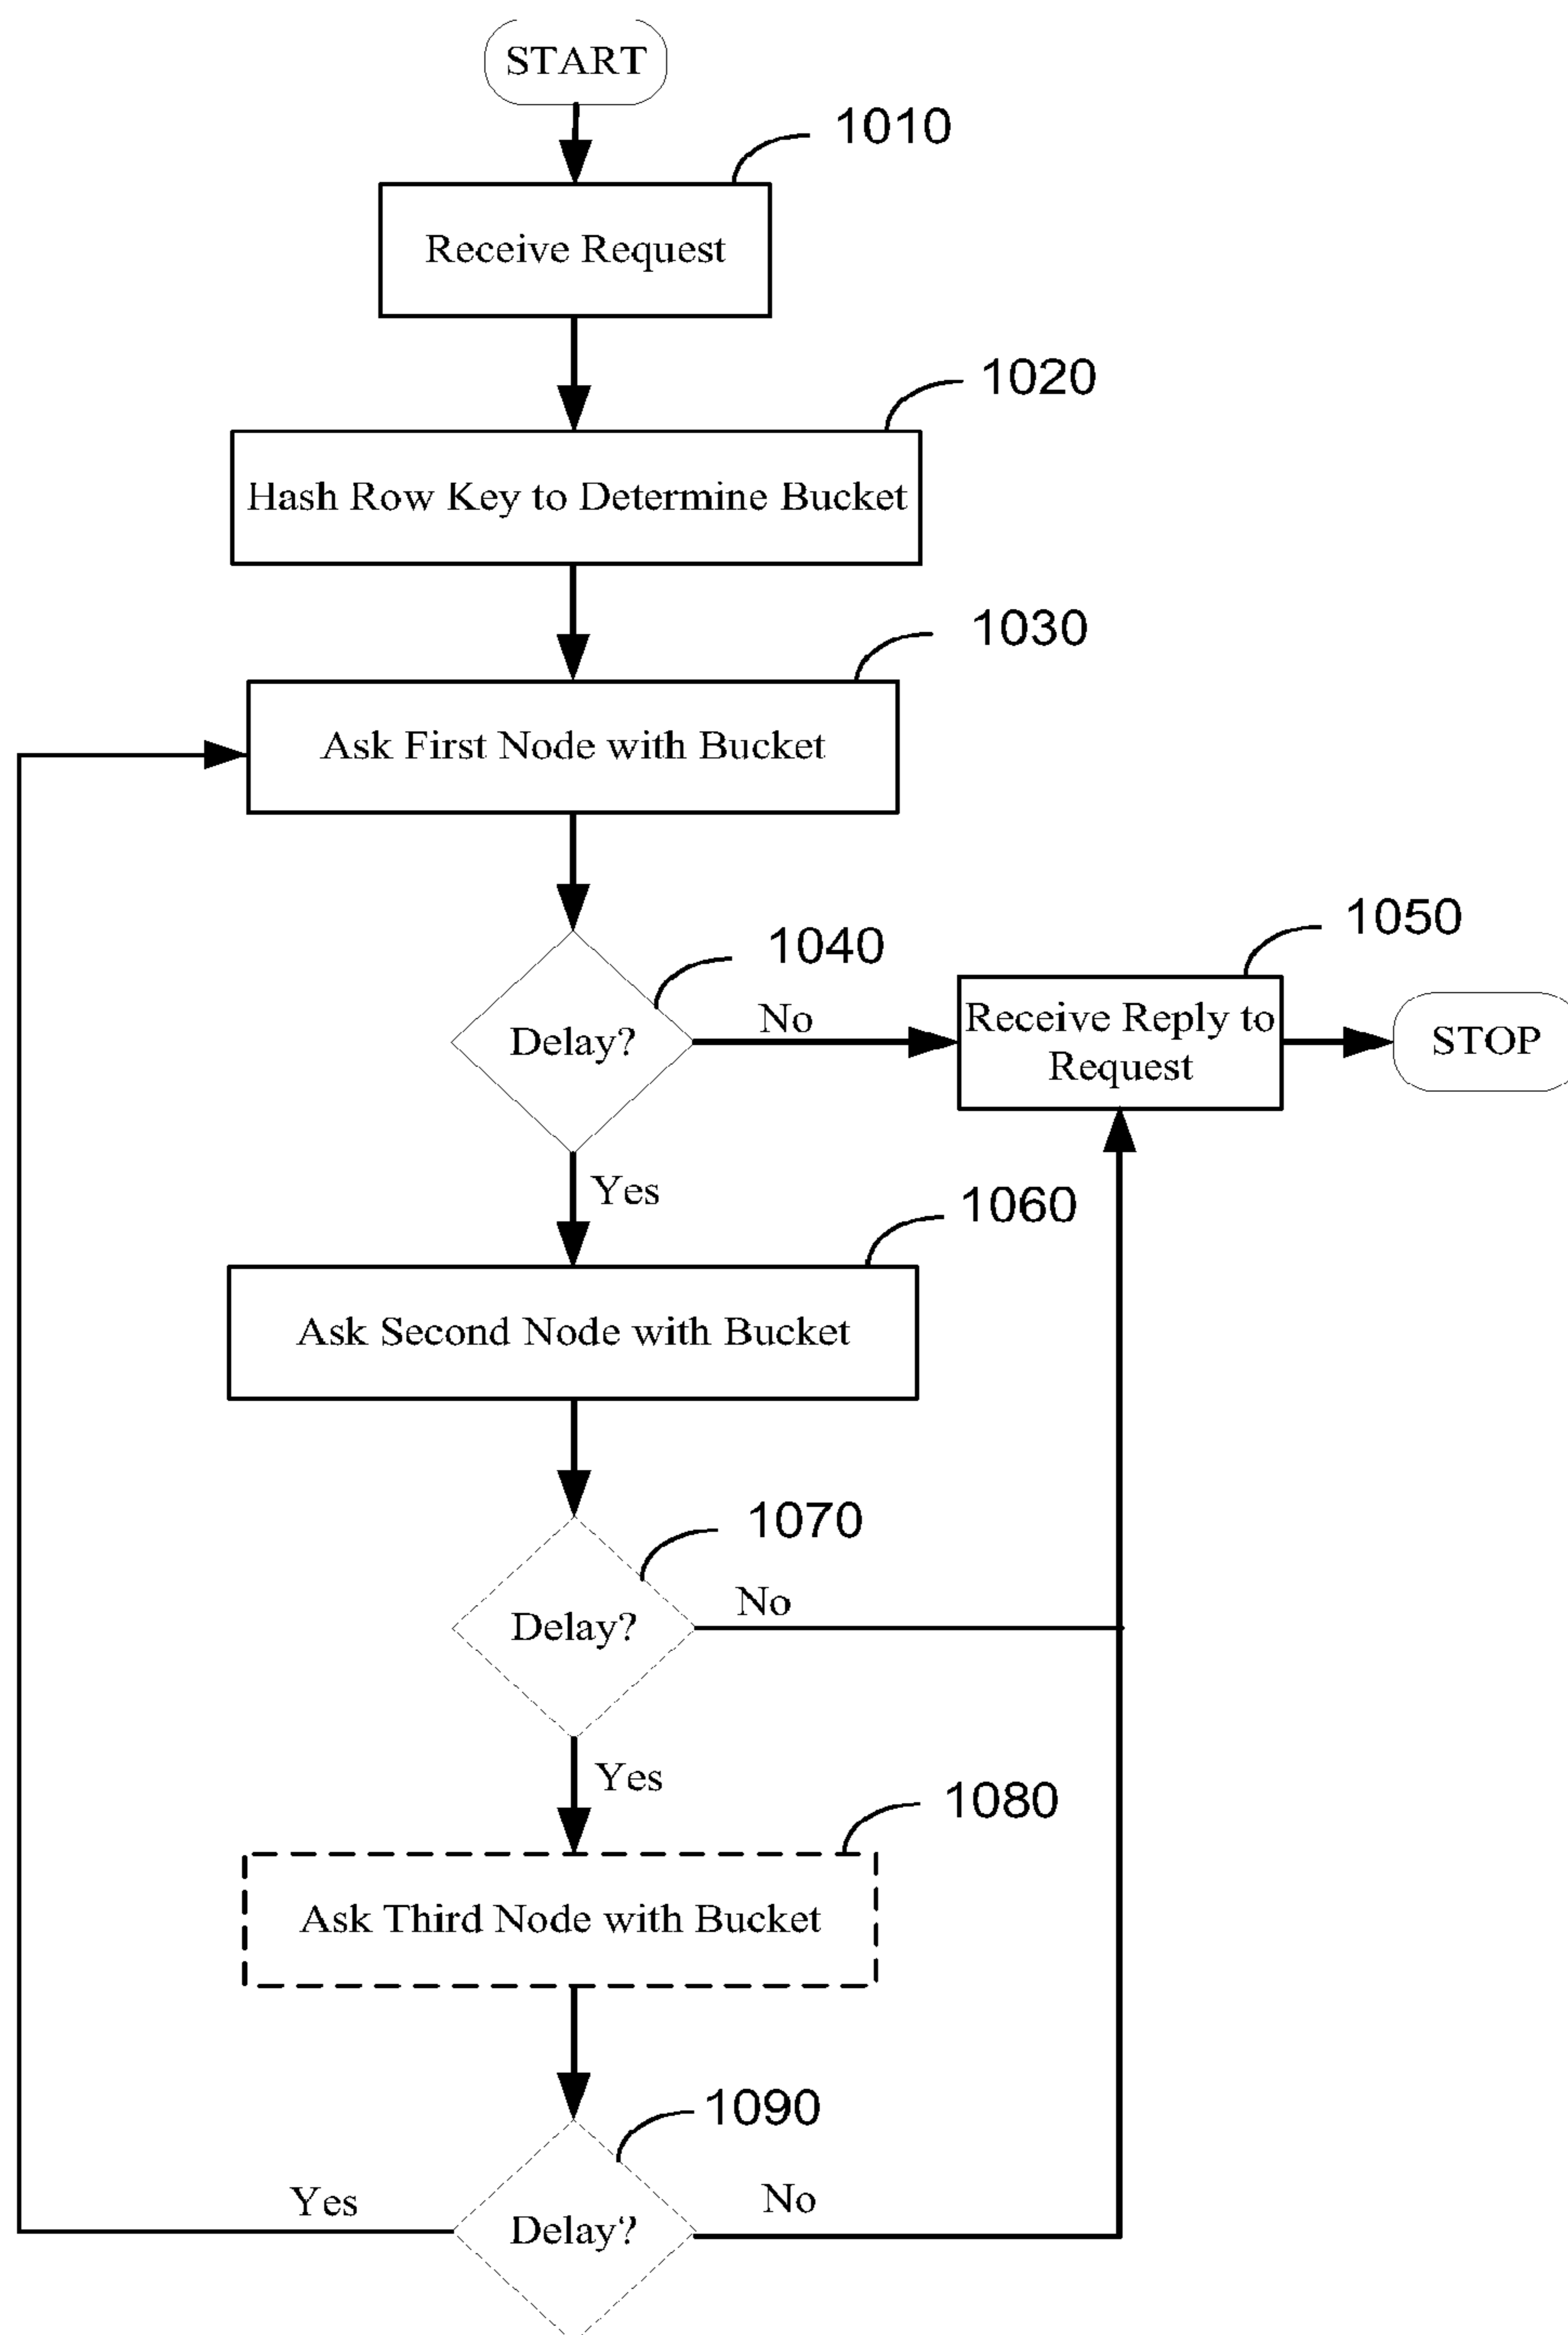 START
1010
Receive Request
1020
Hash Row Key to Determine Bucket
1030
Ask First Node with Bucket
1040
Delay?
No
1050
Receive Reply to
Request
STOP
Yes
1060
Ask Second Node with Bucket
1070
Delay?
No
Yes
1080
Ask Third Node with Bucket
1090
Delay?
Yes
No